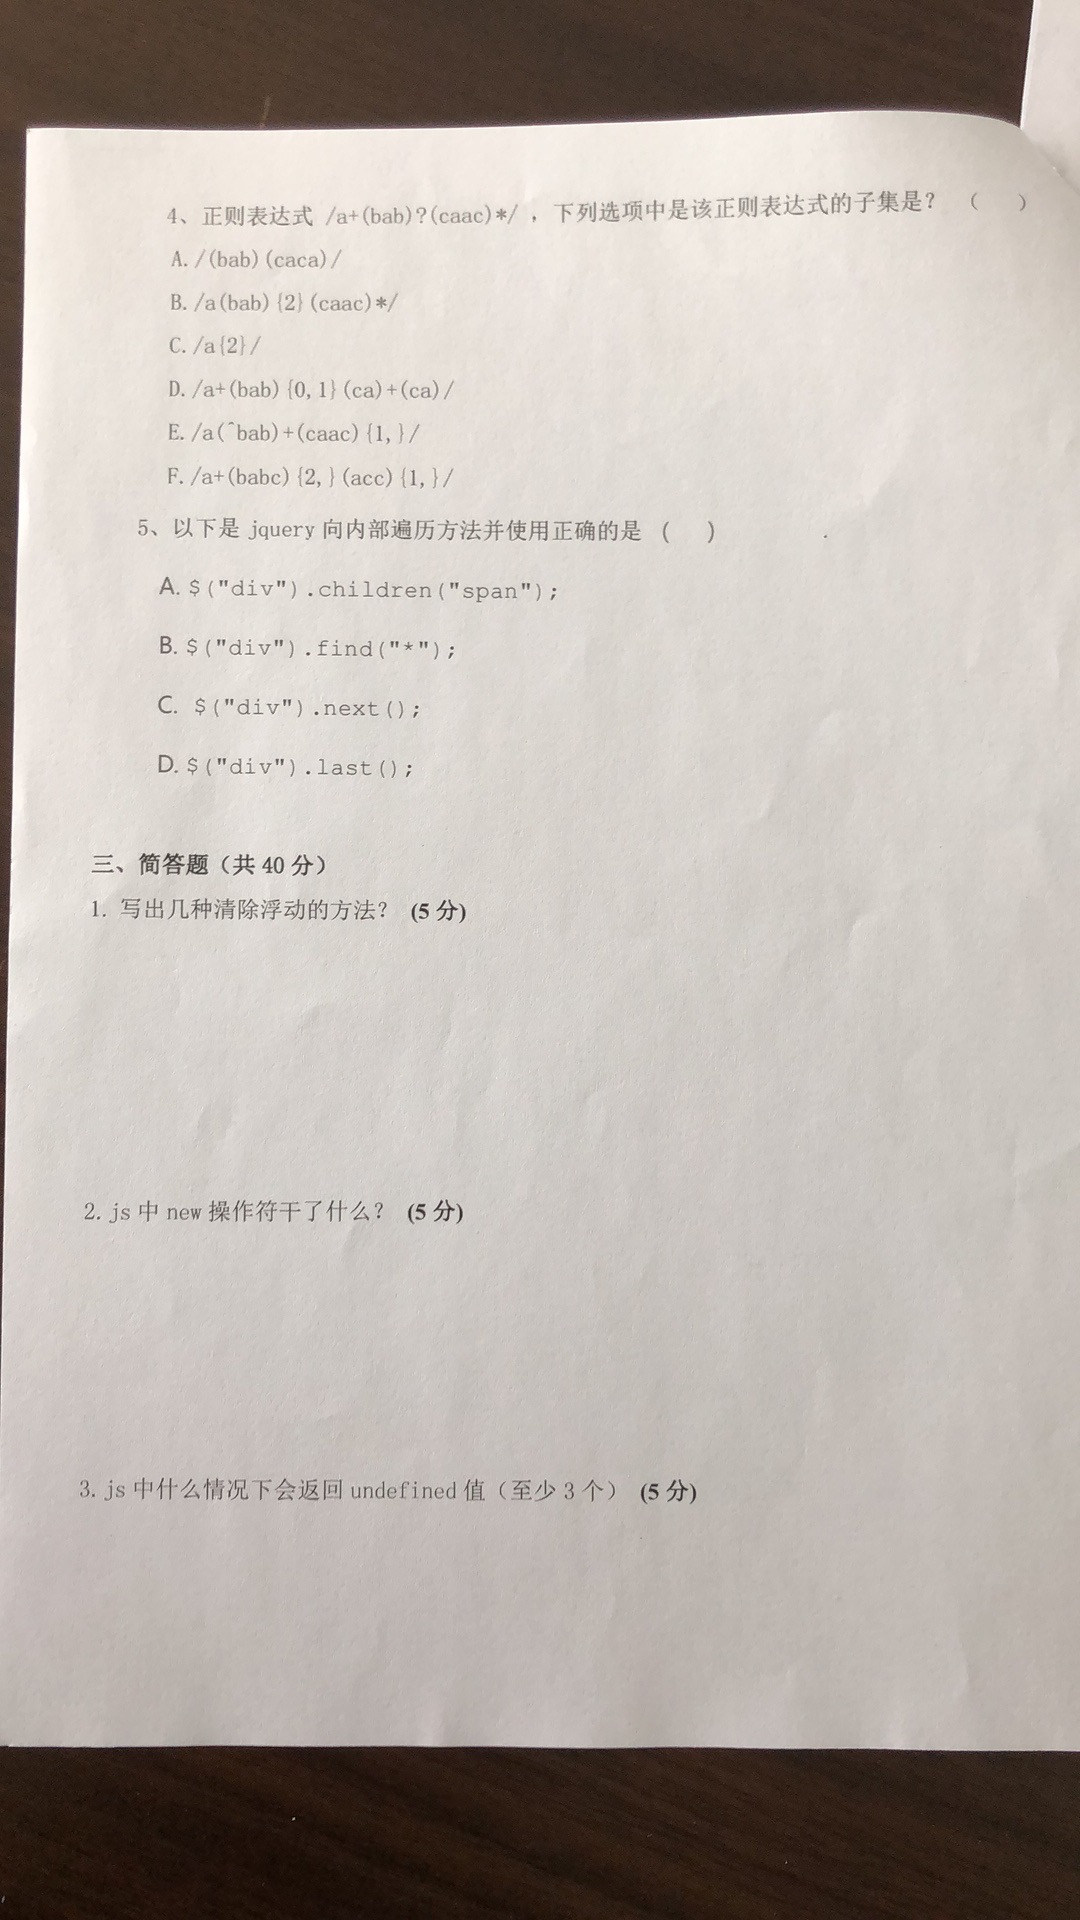 4、正则表达式 /a+(bab)?(caac)*/ ，下列选项中是该正则表达式的子集是？ （ ）
A. /(bab)(caca)/
B. /a(bab){2}(caac)*/
C. /a{2}/
D. /a+(bab){0,1}(ca)+(ca)/
E. /a(^bab)+(caac){1,}/
F. /a+(babc){2,}(acc){1,}/
5、以下是 jquery 向内部遍历方法并使用正确的是 ( )
A. $("div").children("span");
B. $("div").find("*");
C. $("div").next();
D. $("div").last();
三、简答题（共 40 分）
1. 写出几种清除浮动的方法？ (5 分)
2. js 中 new 操作符干了什么？ (5 分)
3. js 中什么情况下会返回 undefined 值（至少 3 个） (5 分)